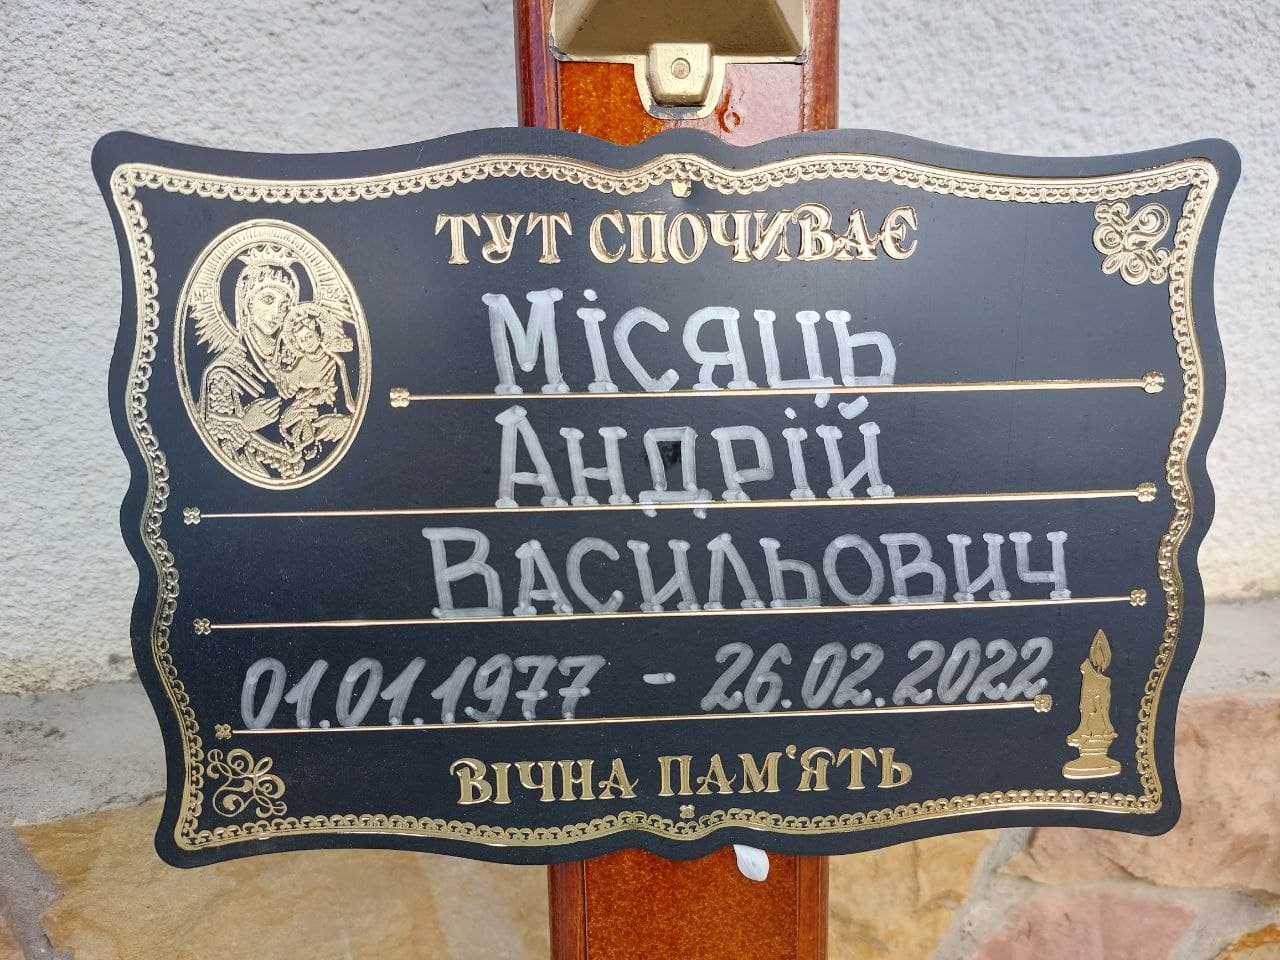 ТУТ СПОЧИВАЄ
Місяць
Андрій
Васильович
01.01.1977 - 26.02.2022
ВІЧНА ПАМ'ЯТЬ